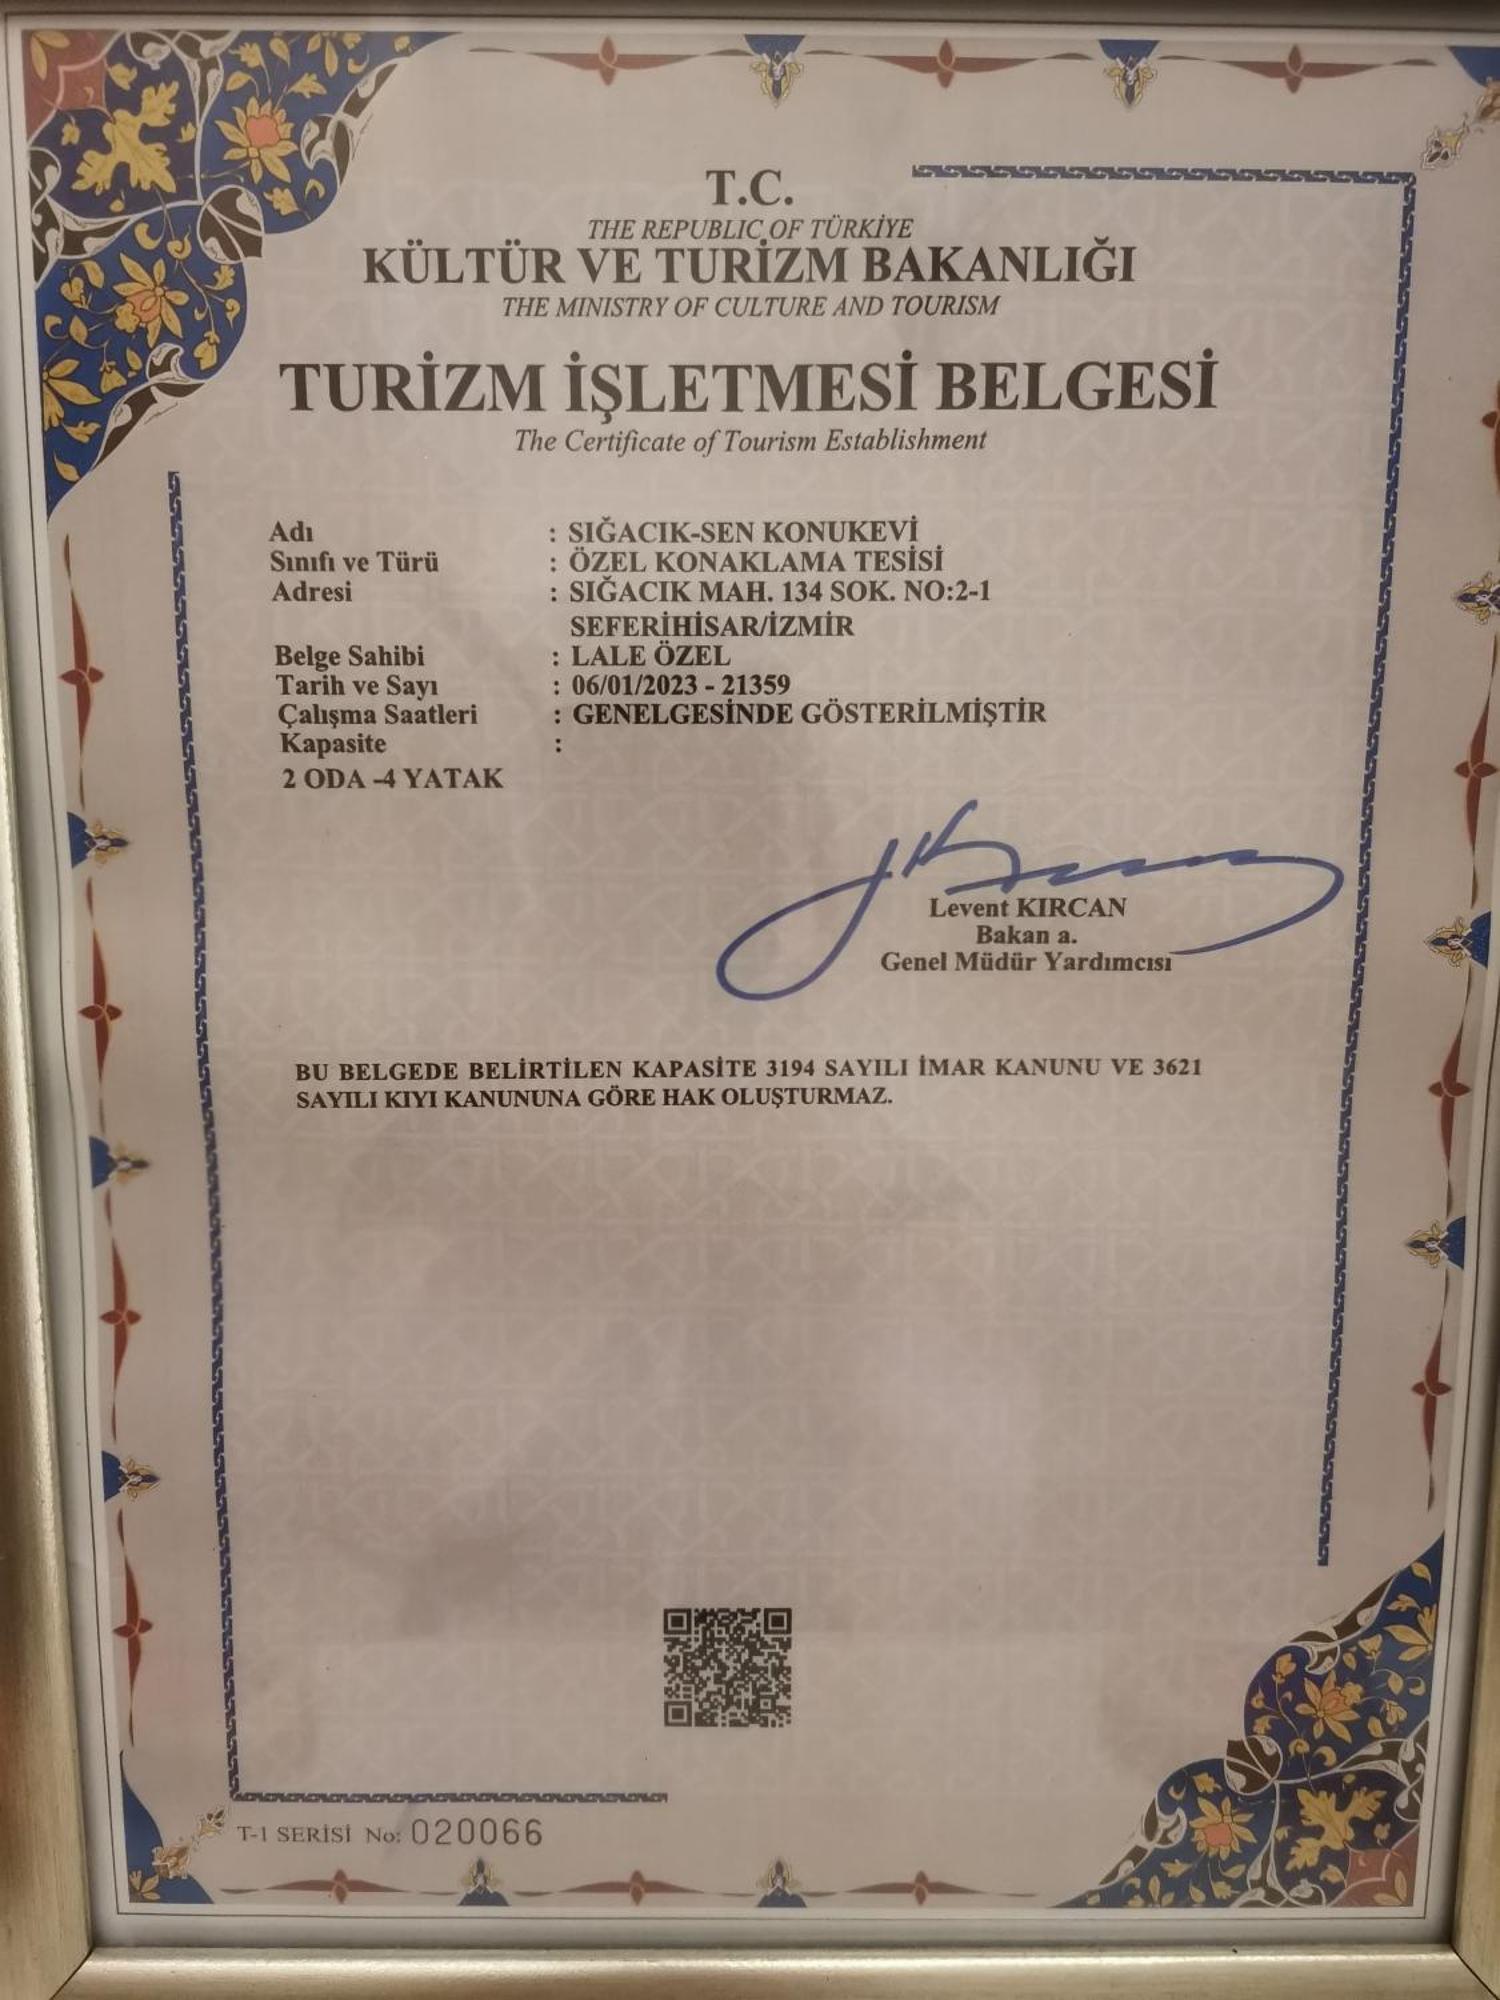 T.C.
THE REPUBLIC OF TÜRKİYE
KÜLTÜR VE TURİZM BAKANLIĞI
THE MINISTRY OF CULTURE AND TOURISM
TURİZM İŞLETMESİ BELGESİ
The Certificate of Tourism Establishment
Adı : SIĞACIK-SEN KONUKEVİ
Sınıfı ve Türü : ÖZEL KONAKLAMA TESİSİ
Adresi : SIĞACIK MAH. 134 SOK. NO:2-1
SEFERİHİSAR/İZMİR
Belge Sahibi : LALE ÖZEL
Tarih ve Sayı : 06/01/2023 - 21359
Çalışma Saatleri : GENELGESİNDE GÖSTERİLMİŞTİR
Kapasite :
2 ODA -4 YATAK
Levent KIRCAN
Bakan a.
Genel Müdür Yardımcısı
BU BELGEDE BELİRTİLEN KAPASİTE 3194 SAYILI İMAR KANUNU VE 3621
SAYILI KIYI KANUNUNA GÖRE HAK OLUŞTURMAZ.
T-1 SERİSİ No: 020066